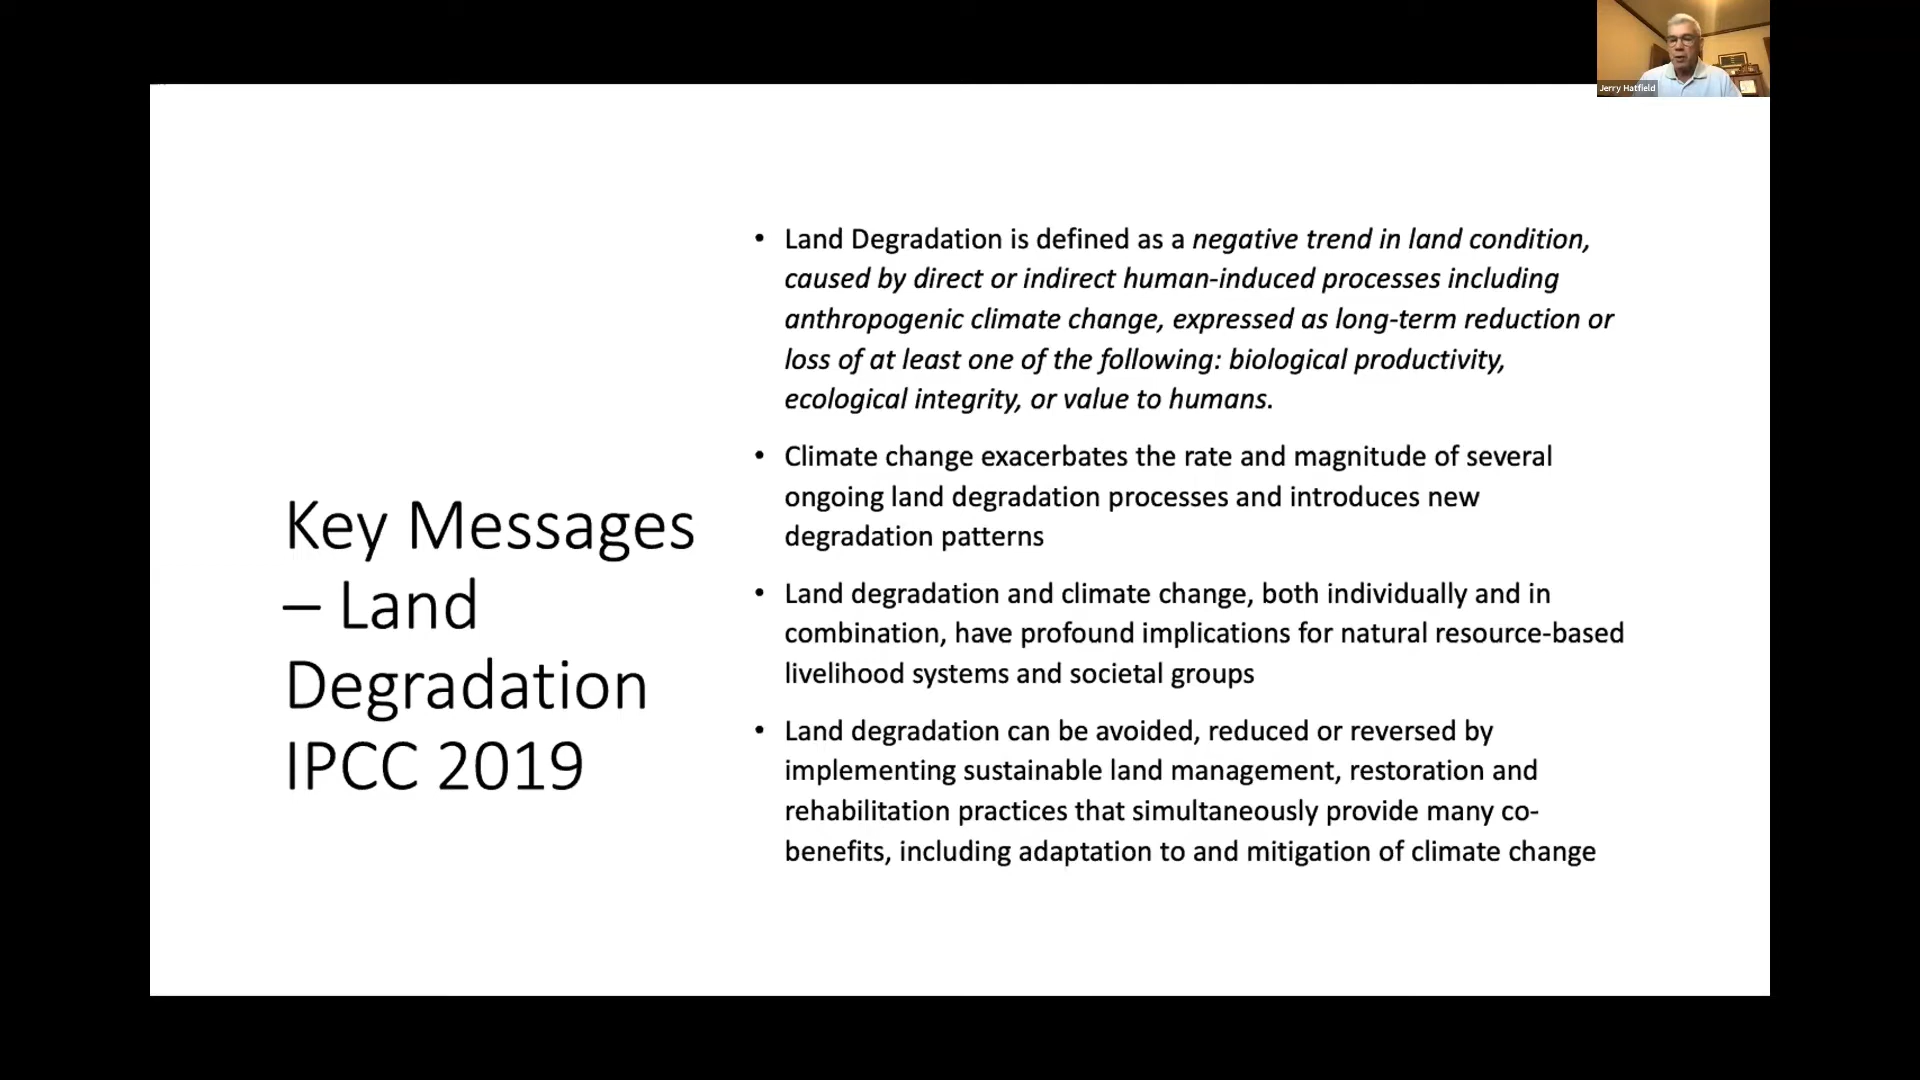 Jerry Hatfield
Key Messages
– Land
Degradation
IPCC 2019
• Land Degradation is defined as a negative trend in land condition,
caused by direct or indirect human-induced processes including
anthropogenic climate change, expressed as long-term reduction or
loss of at least one of the following: biological productivity,
ecological integrity, or value to humans.
• Climate change exacerbates the rate and magnitude of several
ongoing land degradation processes and introduces new
degradation patterns
• Land degradation and climate change, both individually and in
combination, have profound implications for natural resource-based
livelihood systems and societal groups
• Land degradation can be avoided, reduced or reversed by
implementing sustainable land management, restoration and
rehabilitation practices that simultaneously provide many co-
benefits, including adaptation to and mitigation of climate change